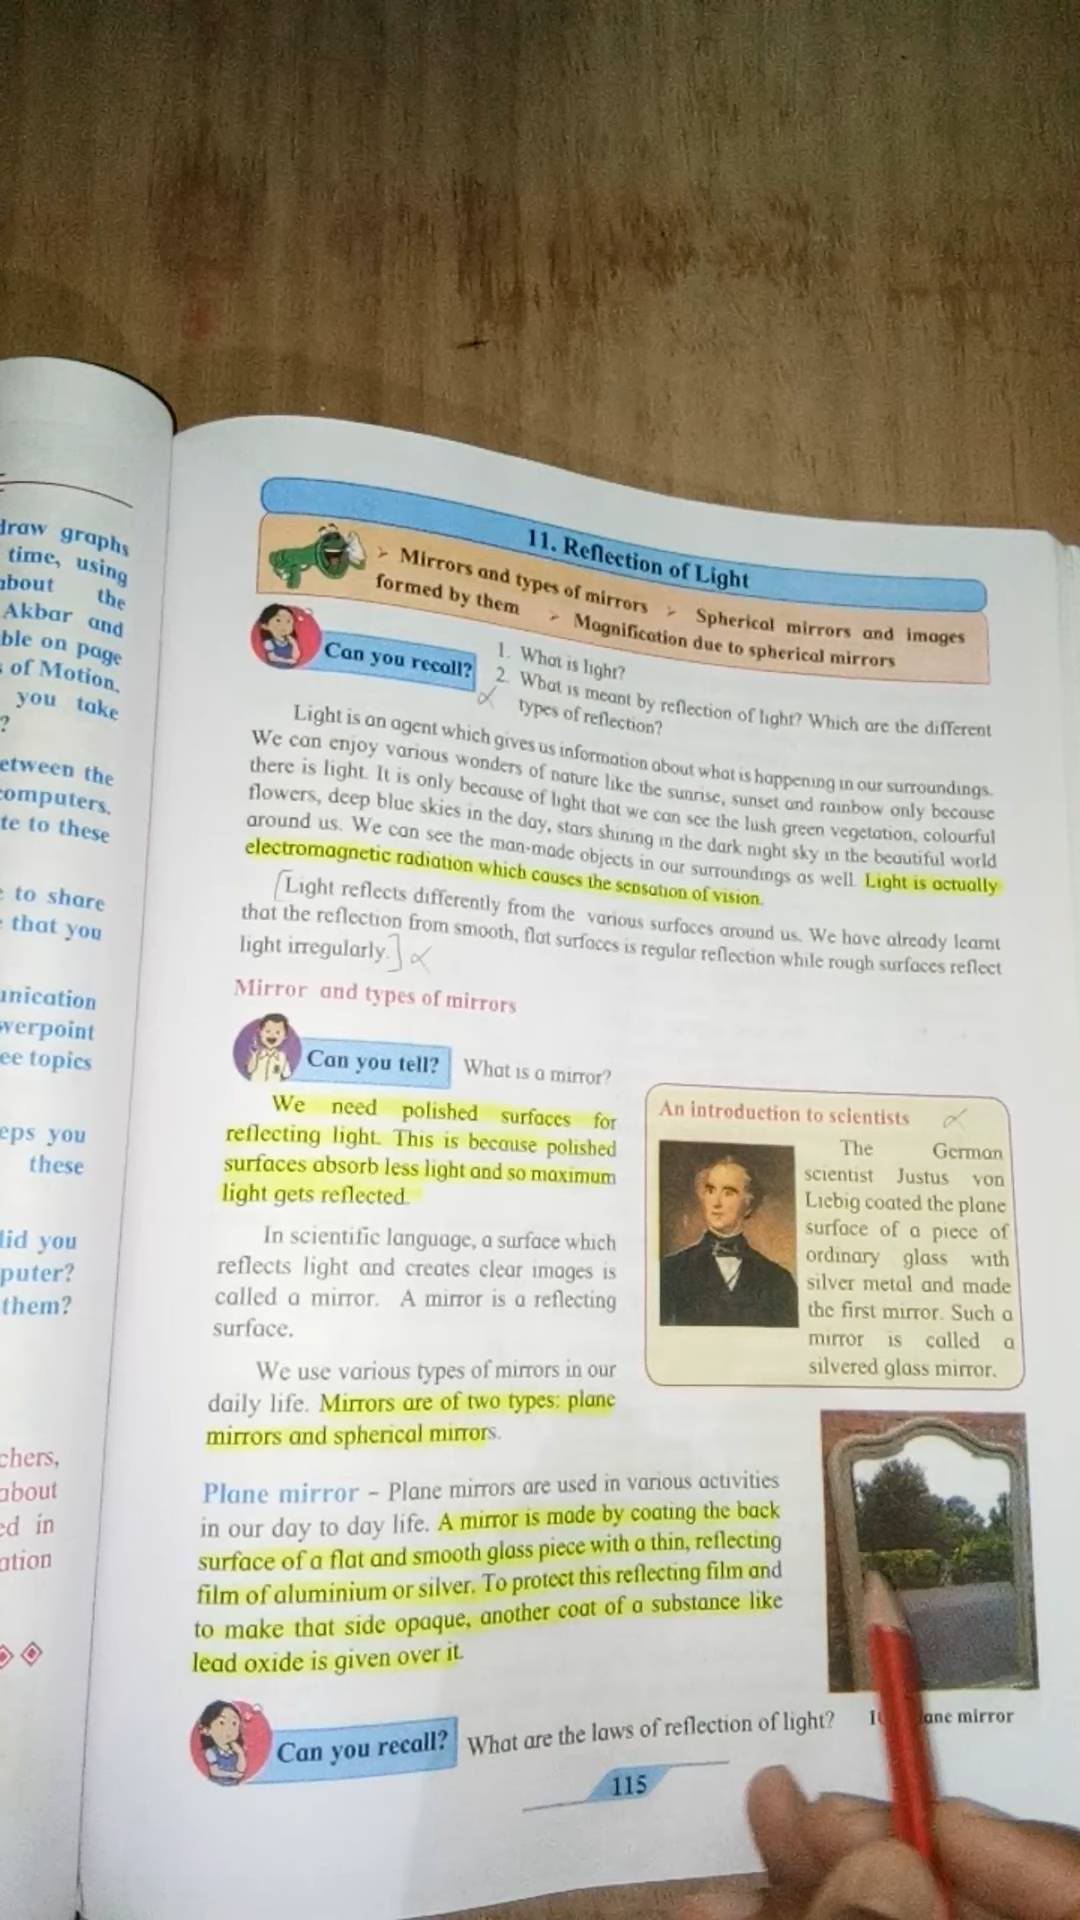 draw graphs
time, using
about the
Akbar and
ble on page
of Motion.
you take
?
etween the
computers.
te to these
to share
that you
unication
werpoint
ee topics
eps you
these
lid you
puter?
them?
chers,
about
ed in
ation
11. Reflection of Light
➢ Mirrors and types of mirrors ➢ Spherical mirrors and images
formed by them ➢ Magnification due to spherical mirrors
Can you recall?
1. What is light?
2. What is meant by reflection of light? Which are the different
types of reflection?
Light is an agent which gives us information about what is happening in our surroundings.
We can enjoy various wonders of nature like the sunrise, sunset and rainbow only because
there is light. It is only because of light that we can see the lush green vegetation, colourful
flowers, deep blue skies in the day, stars shining in the dark night sky in the beautiful world
around us. We can see the man-made objects in our surroundings as well. Light is actually
electromagnetic radiation which causes the sensation of vision.
Light reflects differently from the various surfaces around us. We have already learnt
that the reflection from smooth, flat surfaces is regular reflection while rough surfaces reflect
light irregularly.
Mirror and types of mirrors
Can you tell? What is a mirror?
We need polished surfaces for
reflecting light. This is because polished
surfaces absorb less light and so maximum
light gets reflected.
In scientific language, a surface which
reflects light and creates clear images is
called a mirror. A mirror is a reflecting
surface.
We use various types of mirrors in our
daily life. Mirrors are of two types: plane
mirrors and spherical mirrors.
An introduction to scientists
The German
scientist Justus von
Liebig coated the plane
surface of a piece of
ordinary glass with
silver metal and made
the first mirror. Such a
mirror is called a
silvered glass mirror.
Plane mirror – Plane mirrors are used in various activities
in our day to day life. A mirror is made by coating the back
surface of a flat and smooth glass piece with a thin, reflecting
film of aluminium or silver. To protect this reflecting film and
to make that side opaque, another coat of a substance like
lead oxide is given over it.
ane mirror
Can you recall? What are the laws of reflection of light?
115